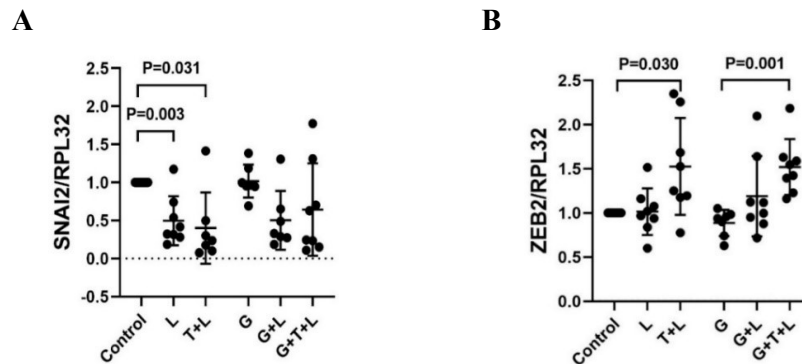 A
SNAI2/RPL32
2.5
2.0
1.5
1.0
0.5
0.0
-0.5
P=0.031
P=0.003
Control
L
T+L
G
G+L
G+T+L
B
ZEB2/RPL32
2.5
2.0
1.5
1.0
0.5
0.0
P=0.030
P=0.001
Control
L
T+L
G
G+L
G+T+L